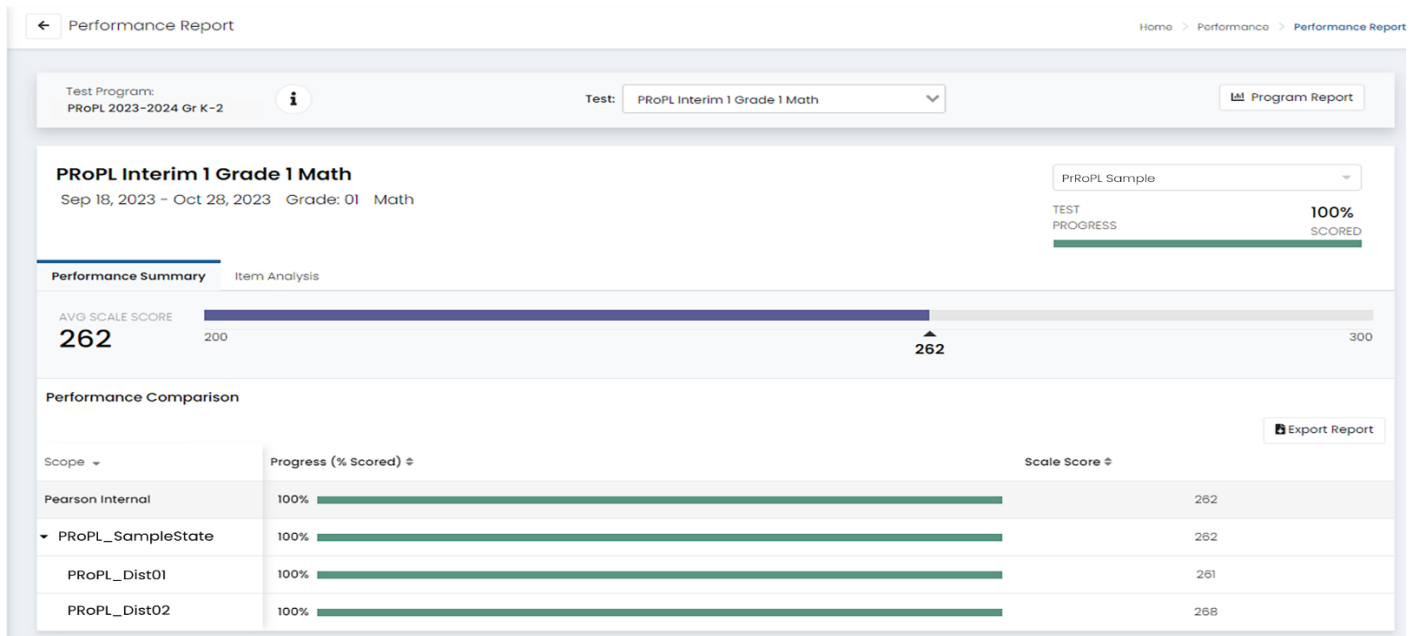 Performance Report
Home > Performance > Performance Report
Test Program:
PRoPL 2023-2024 Gr K-2
i
Test: PRoPL Interim 1 Grade 1 Math
Program Report
PRoPL Interim 1 Grade 1 Math
Sep 18, 2023 - Oct 28, 2023 Grade: 01 Math
PrRoPL Sample
TEST PROGRESS
100% SCORED
Performance Summary Item Analysis
AVG SCALE SCORE
262
200 300
262
Performance Comparison
Export Report
Scope Progress (% Scored) Scale Score
Pearson Internal 100% 262
PRoPL_SampleState 100% 262
PRoPL_Dist01 100% 261
PRoPL_Dist02 100% 268